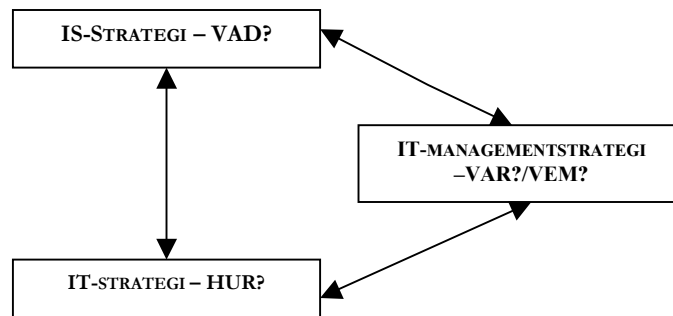 IS-STRATEGI – VAD?
IT-MANAGEMENTSTRATEGI
–VAR?/VEM?
IT-STRATEGI – HUR?